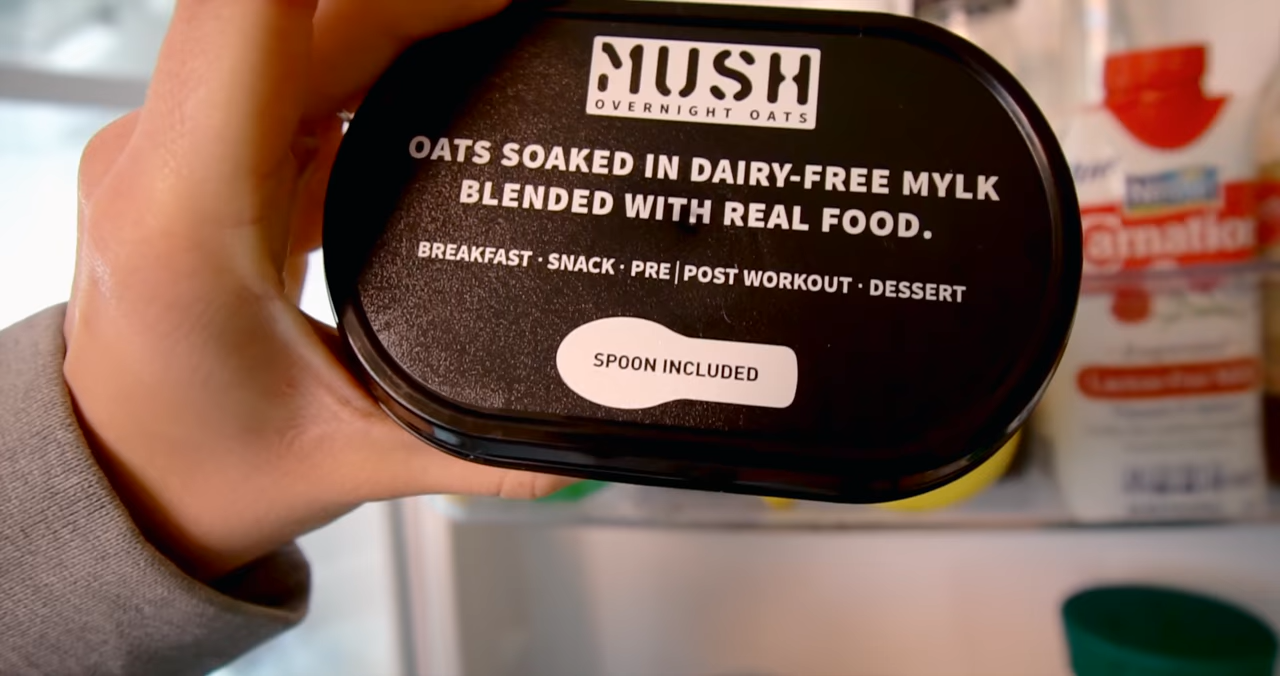 MUSH
OVERNIGHT OATS
OATS SOAKED IN DAIRY-FREE MYLK
BLENDED WITH REAL FOOD.
BREAKFAST · SNACK · PRE|POST WORKOUT · DESSERT
SPOON INCLUDED